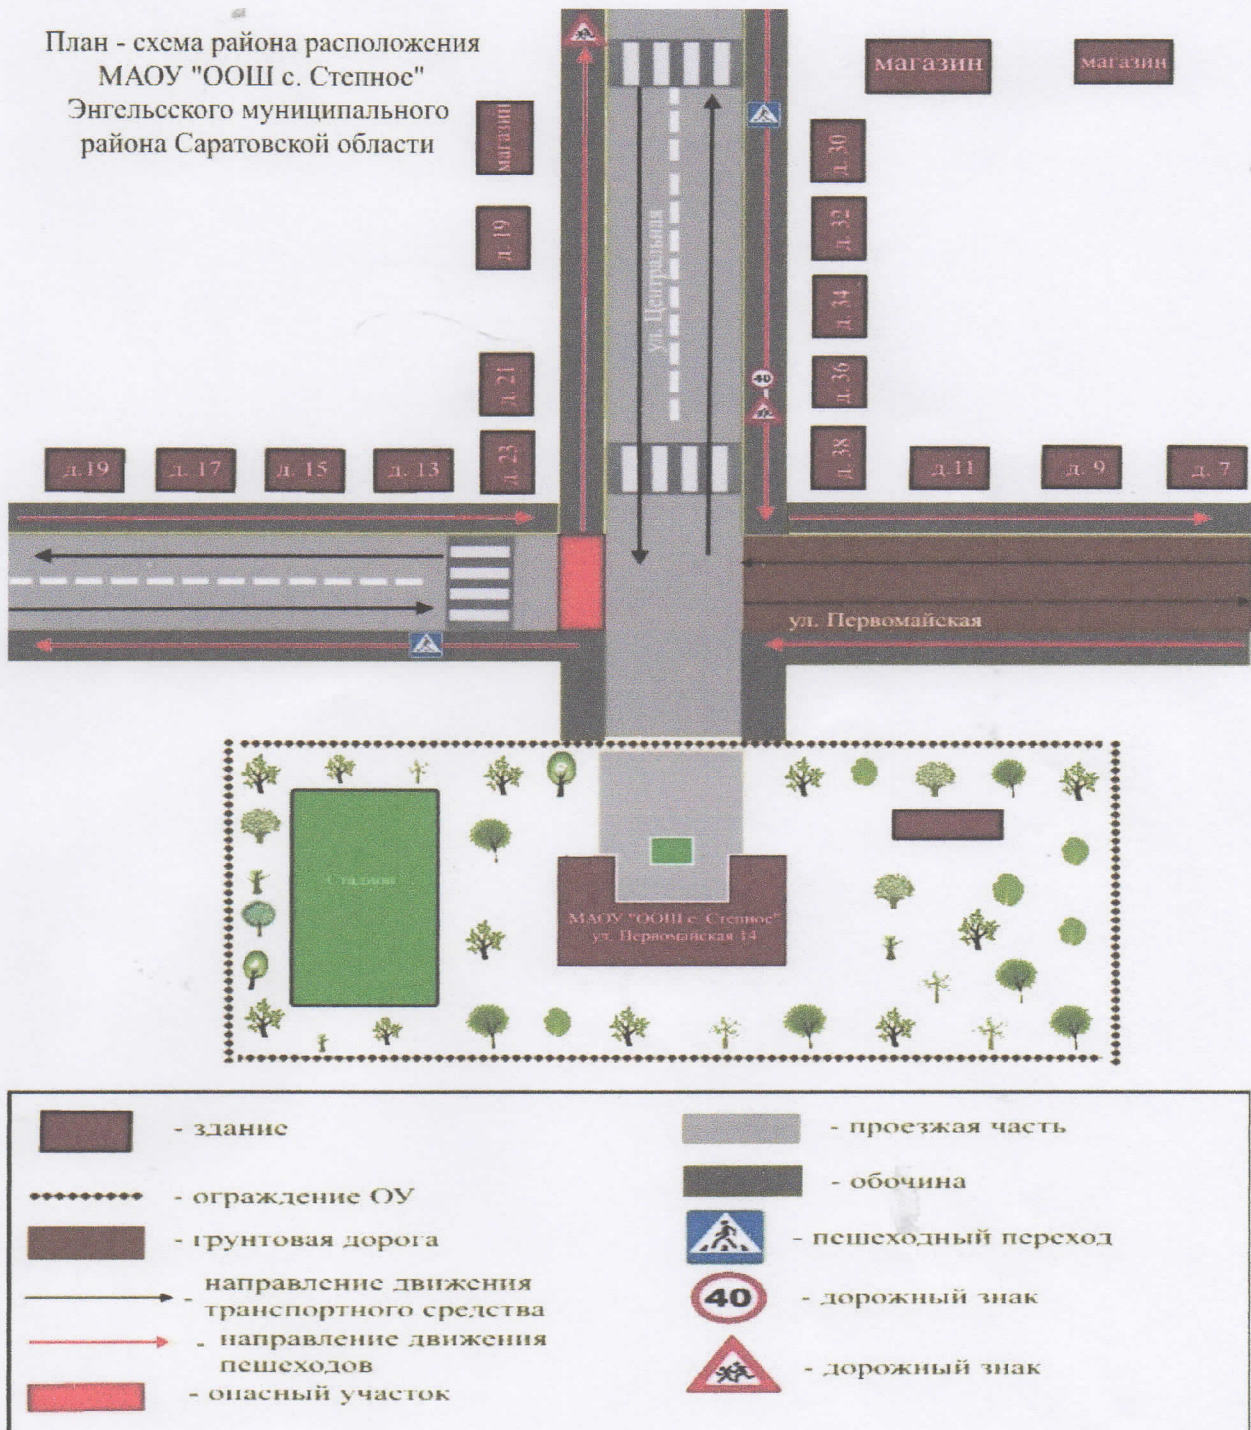 План - схема района расположения
МАОУ "ООШ с. Степное"
Энгельсского муниципального
района Саратовской области
магазин
магазин
магазин
д. 19
д. 21
д. 23
ул. Центральная
д. 30
д. 32
д. 34
д. 36
д. 38
40
д.19
д. 17
д. 15
д. 13
д.11
д. 9
д. 7
ул. Первомайская
Стадион
МАОУ "ООШ с. Степное"
ул. Первомайская 14
- здание
- ограждение ОУ
- грунтовая дорога
- направление движения
транспортного средства
- направление движения
пешеходов
- опасный участок
- проезжая часть
- обочина
- пешеходный переход
40
- дорожный знак
- дорожный знак